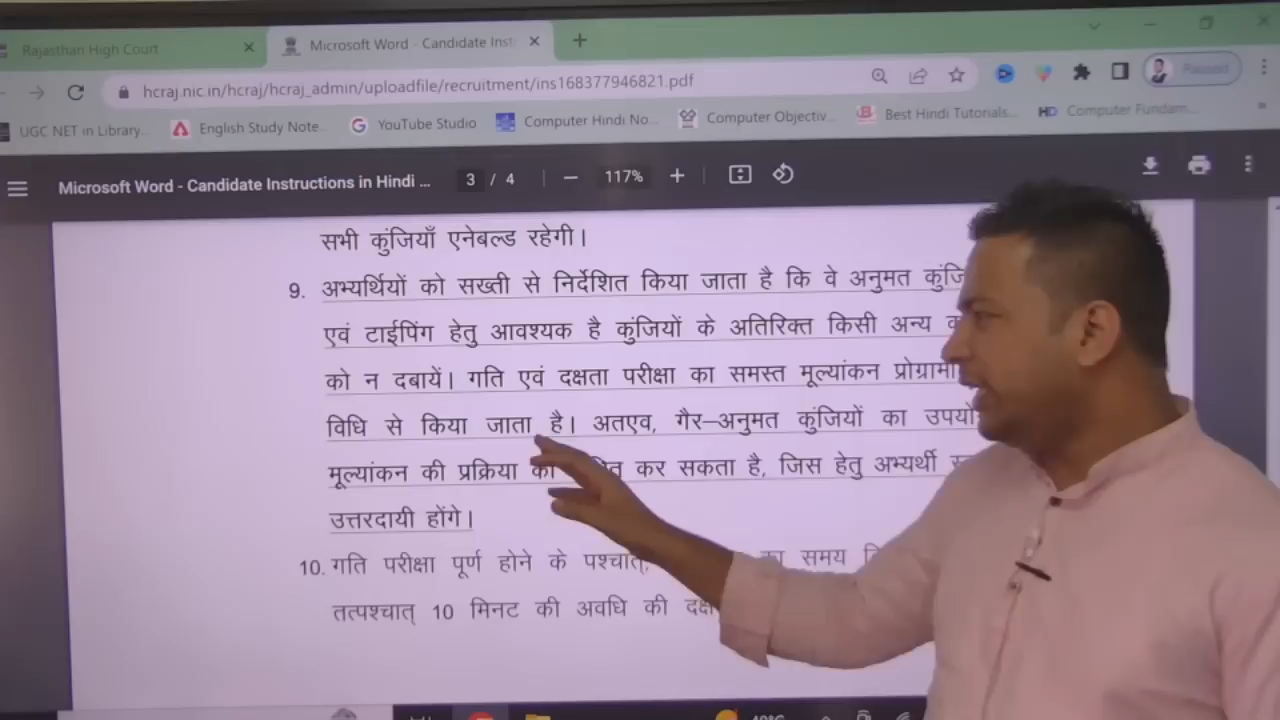 Rajasthan High Court
Microsoft Word - Candidate Inst
hcraj.nic.in/hcraj/hcraj_admin/uploadfile/recruitment/ins168377946821.pdf
Paused
UGC NET in Library... English Study Note... YouTube Studio Computer Hindi No... Computer Objectiv... Best Hindi Tutorials... HD Computer Fundam...
Microsoft Word - Candidate Instructions in Hindi ... 3 / 4 117%
सभी कुंजियाँ एनेबल्ड रहेगी।
9. अभ्यर्थियों को सख्ती से निर्देशित किया जाता है कि वे अनुमत
एवं टाईपिंग हेतु आवश्यक है कुंजियों के अतिरिक्त किसी अन्य
को न दबायें। गति एवं दक्षता परीक्षा का समस्त मूल्यांकन
विधि से किया जाता है। अतएव, गैर–अनुमत कुंजियों का
मूल्यांकन की प्रक्रिया कर सकता है, जिस हेतु अभ्यर्थी
उत्तरदायी होंगे।
10. गति परीक्षा पूर्ण होने के पश्चात्, का समय
तत्पश्चात् 10 मिनट की अवधि की